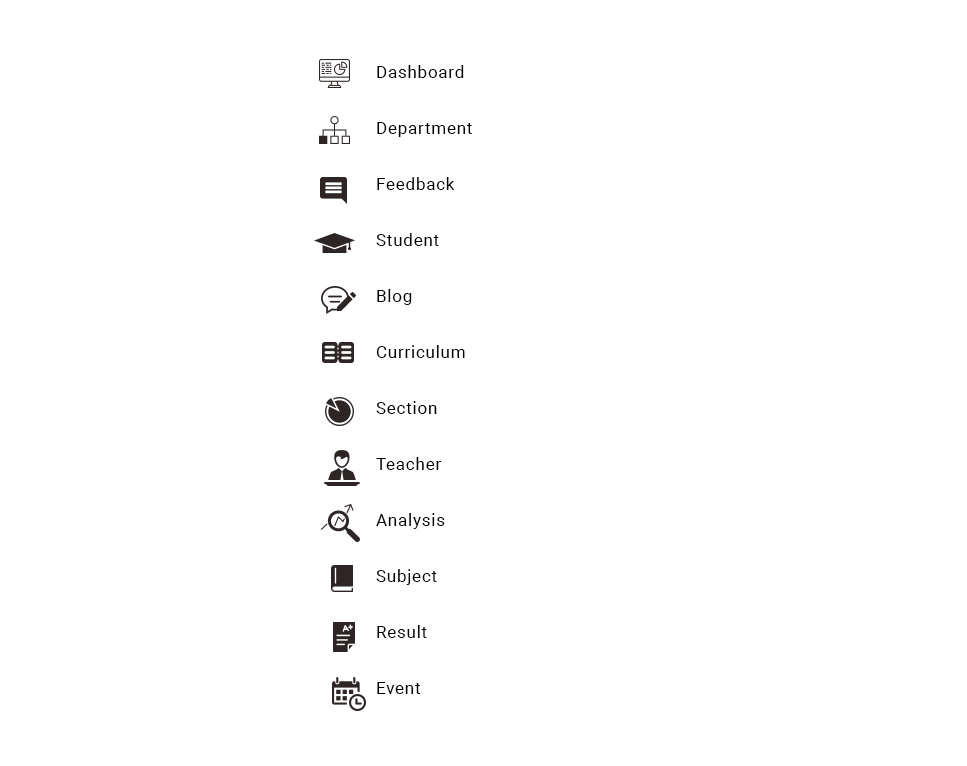 Dashboard
Department
Feedback
Student
Blog
Curriculum
Section
Teacher
Analysis
Subject
A+
Result
Event